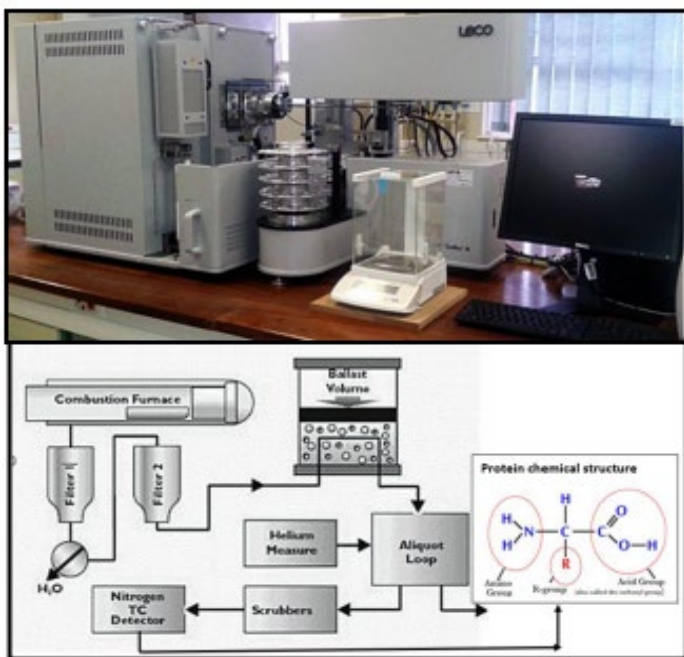 LECO
Combustion Furnace
Ballast
Volume
Filter 1
Filter 2
H₂O
Helium
Measure
Aliquot
Loop
Nitrogen
TC
Detector
Scrubbers
Protein chemical structure
H
H
H
N
C
C
O
O
H
R
Amino
Group
R-group
Acid Group